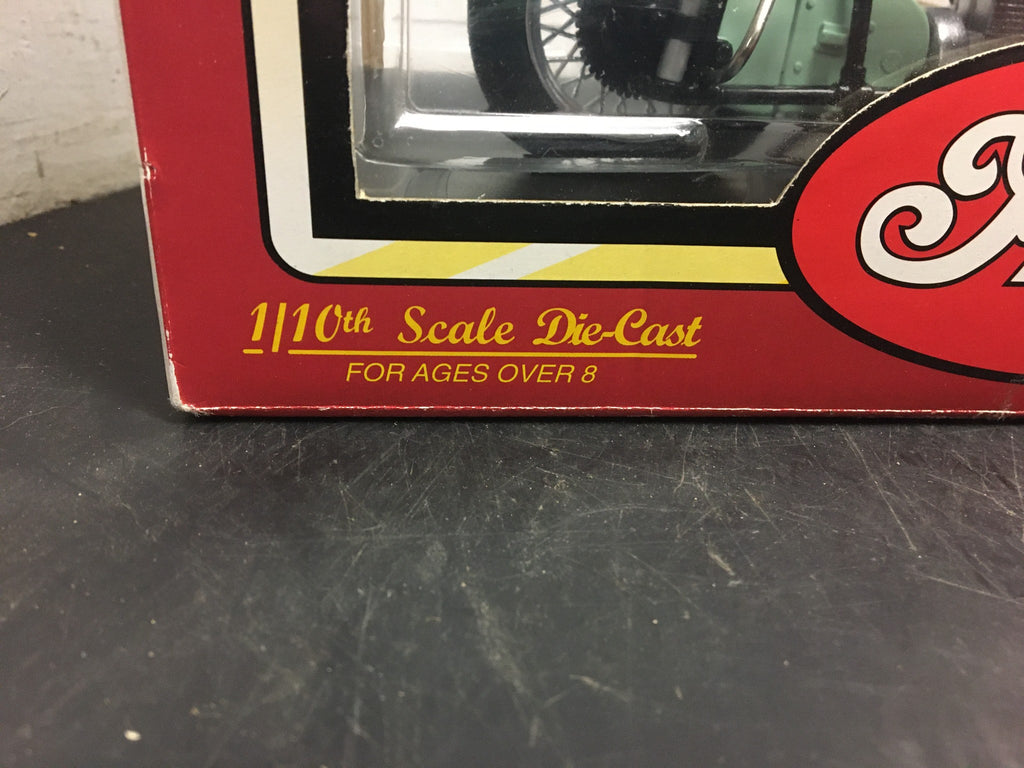 1/10th Scale Die-Cast
FOR AGES OVER 8